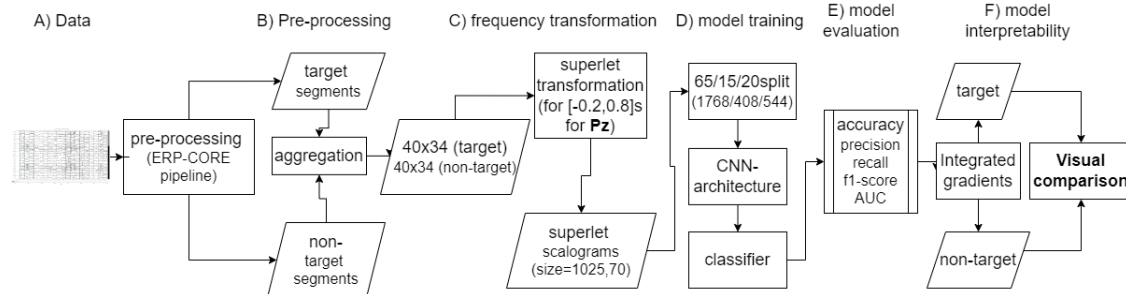 A) Data
B) Pre-processing
C) frequency transformation
D) model training
E) model
evaluation
F) model
interpretability
pre-processing
(ERP-CORE
pipeline)
target
segments
aggregation
non-
target
segments
40x34 (target)
40x34 (non-target)
superlet
transformation
(for [-0.2,0.8]s
for Pz)
superlet
scalograms
(size=1025,70)
65/15/20split
(1768/408/544)
CNN-
architecture
classifier
accuracy
precision
recall
f1-score
AUC
target
Integrated
gradients
non-target
Visual
comparison